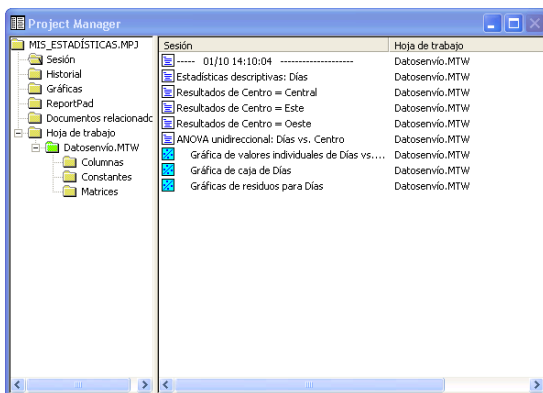 Project Manager
MIS_ESTADÍSTICAS.MPJ
Sesión
Historial
Gráficas
ReportPad
Documentos relacionadc
Hoja de trabajo
Datosenvío.MTW
Columnas
Constantes
Matrices
Sesión Hoja de trabajo
----- 01/10 14:10:04 -------------------- Datosenvío.MTW
Estadísticas descriptivas: Días Datosenvío.MTW
Resultados de Centro = Central Datosenvío.MTW
Resultados de Centro = Este Datosenvío.MTW
Resultados de Centro = Oeste Datosenvío.MTW
ANOVA unidireccional: Días vs. Centro Datosenvío.MTW
Gráfica de valores individuales de Días vs.... Datosenvío.MTW
Gráfica de caja de Días Datosenvío.MTW
Gráficas de residuos para Días Datosenvío.MTW